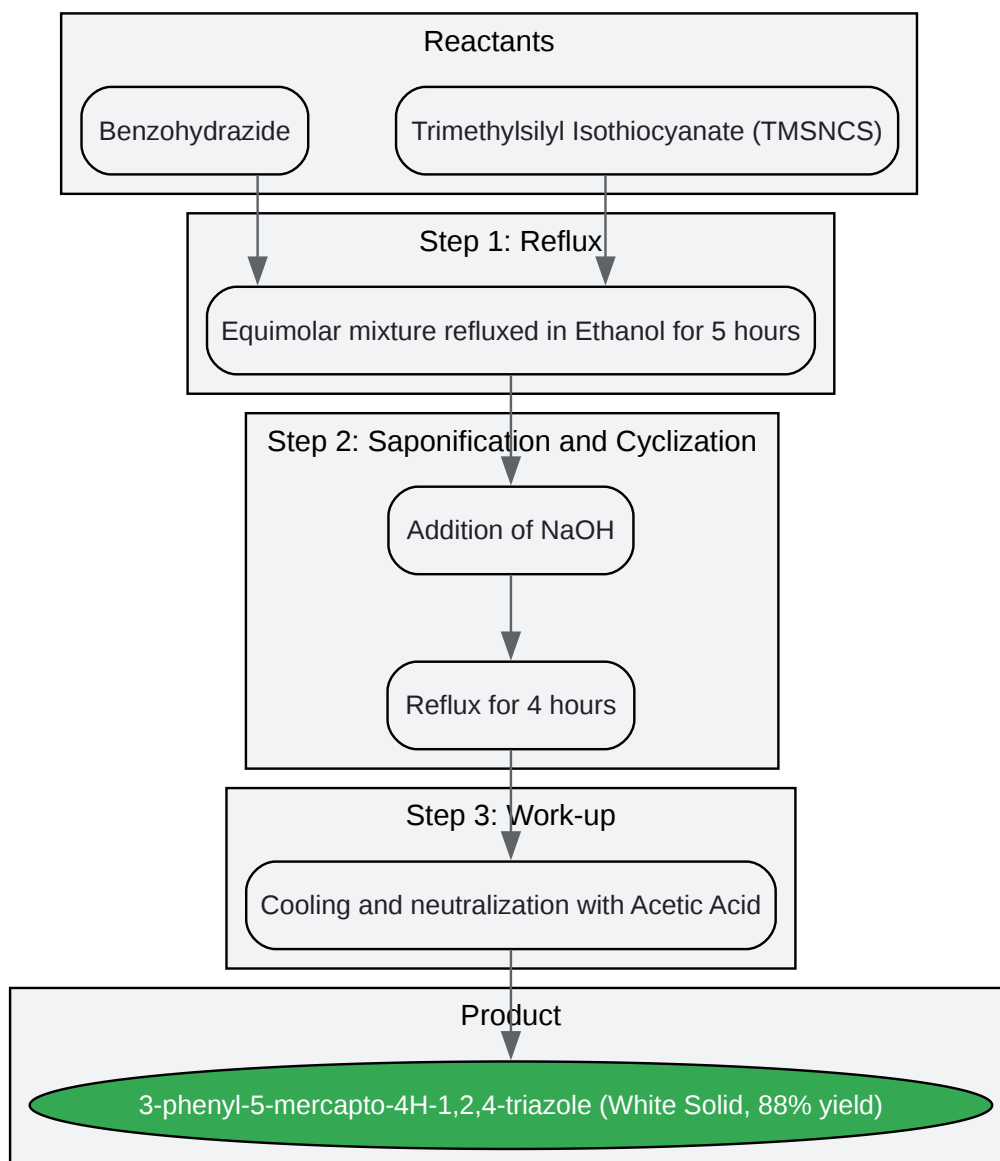 Reactants
Benzohydrazide
Trimethylsilyl Isothiocyanate (TMSNCS)
Step 1: Reflux
Equimolar mixture refluxed in Ethanol for 5 hours
Step 2: Saponification and Cyclization
Addition of NaOH
Reflux for 4 hours
Step 3: Work-up
Cooling and neutralization with Acetic Acid
Product
3-phenyl-5-mercapto-4H-1,2,4-triazole (White Solid, 88% yield)